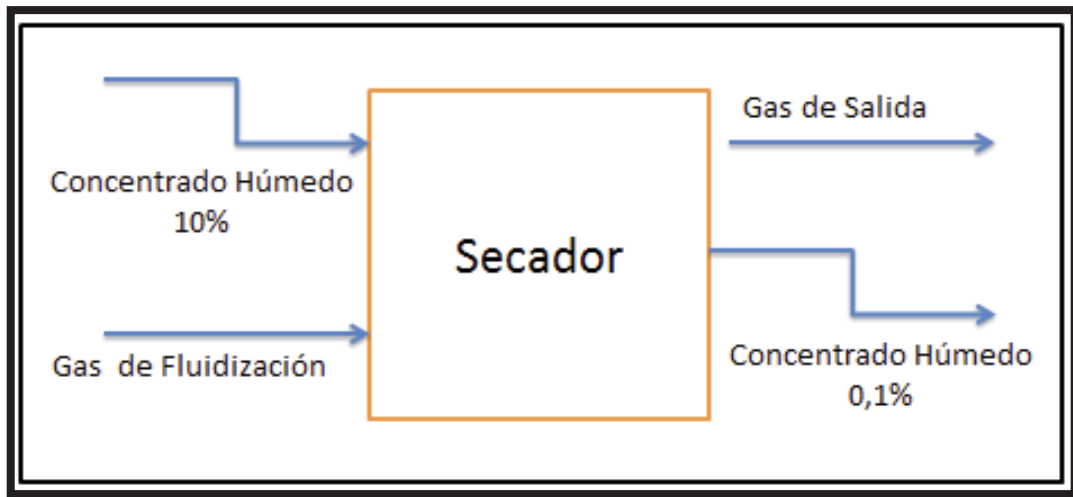 Concentrado Húmedo
10%
Gas de Fluidización
Secador
Gas de Salida
Concentrado Húmedo
0,1%